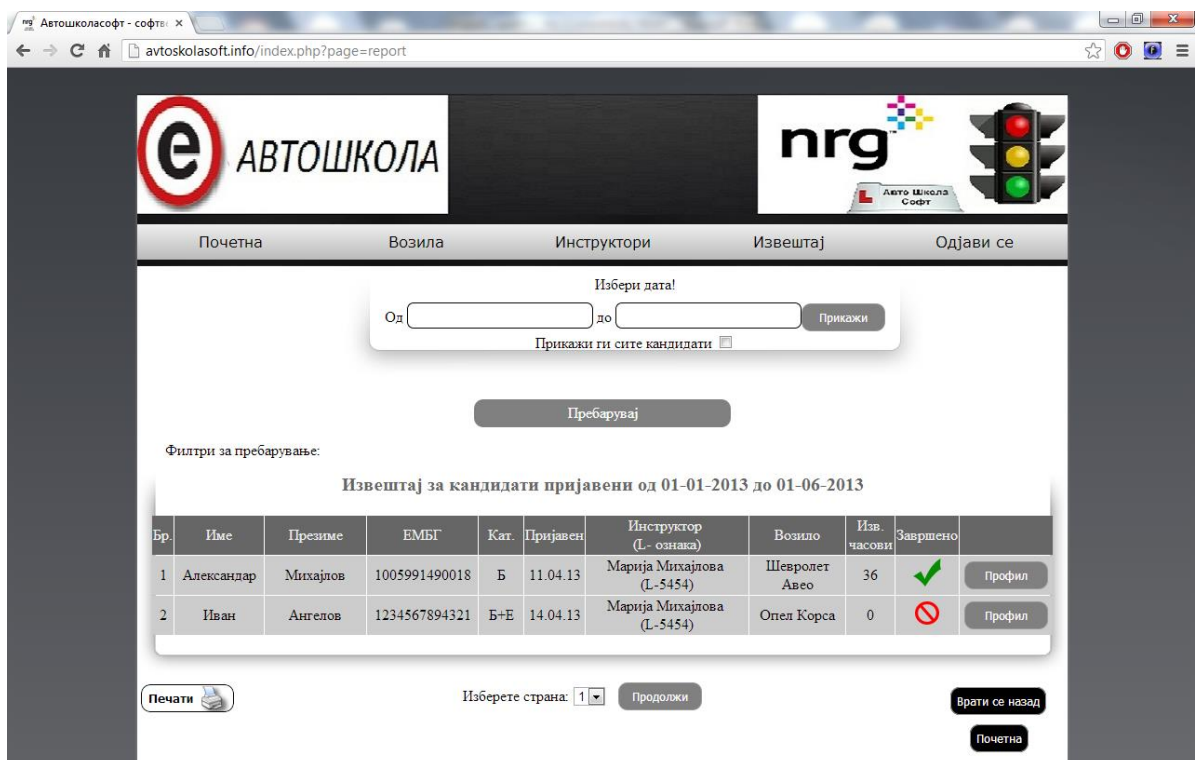 nrg Автошколасофт - софтве
avtoskolasoft.info/index.php?page=report
e АВТОШКОЛА
nrg
L Авто Школа
Софт
Почетна Возила Инструктори Извештај Одјави се
Избери дата!
Од до Прикажи
Прикажи ги сите кандидати
Пребарувај
Филтри за пребарување:
Извештај за кандидати пријавени од 01-01-2013 до 01-06-2013
Бр. Име Презиме ЕМБГ Кат. Пријавен Инструктор (L- ознака) Возило Изв. часови Завршено
1 Александар Михајлов 1005991490018 Б 11.04.13 Марија Михајлова (L-5454) Шевролет Авео 36 Профил
2 Иван Ангелов 1234567894321 Б+Е 14.04.13 Марија Михајлова (L-5454) Опел Корса 0 Профил
Печати Изберете страна: 1 Продолжи Врати се назад
Почетна